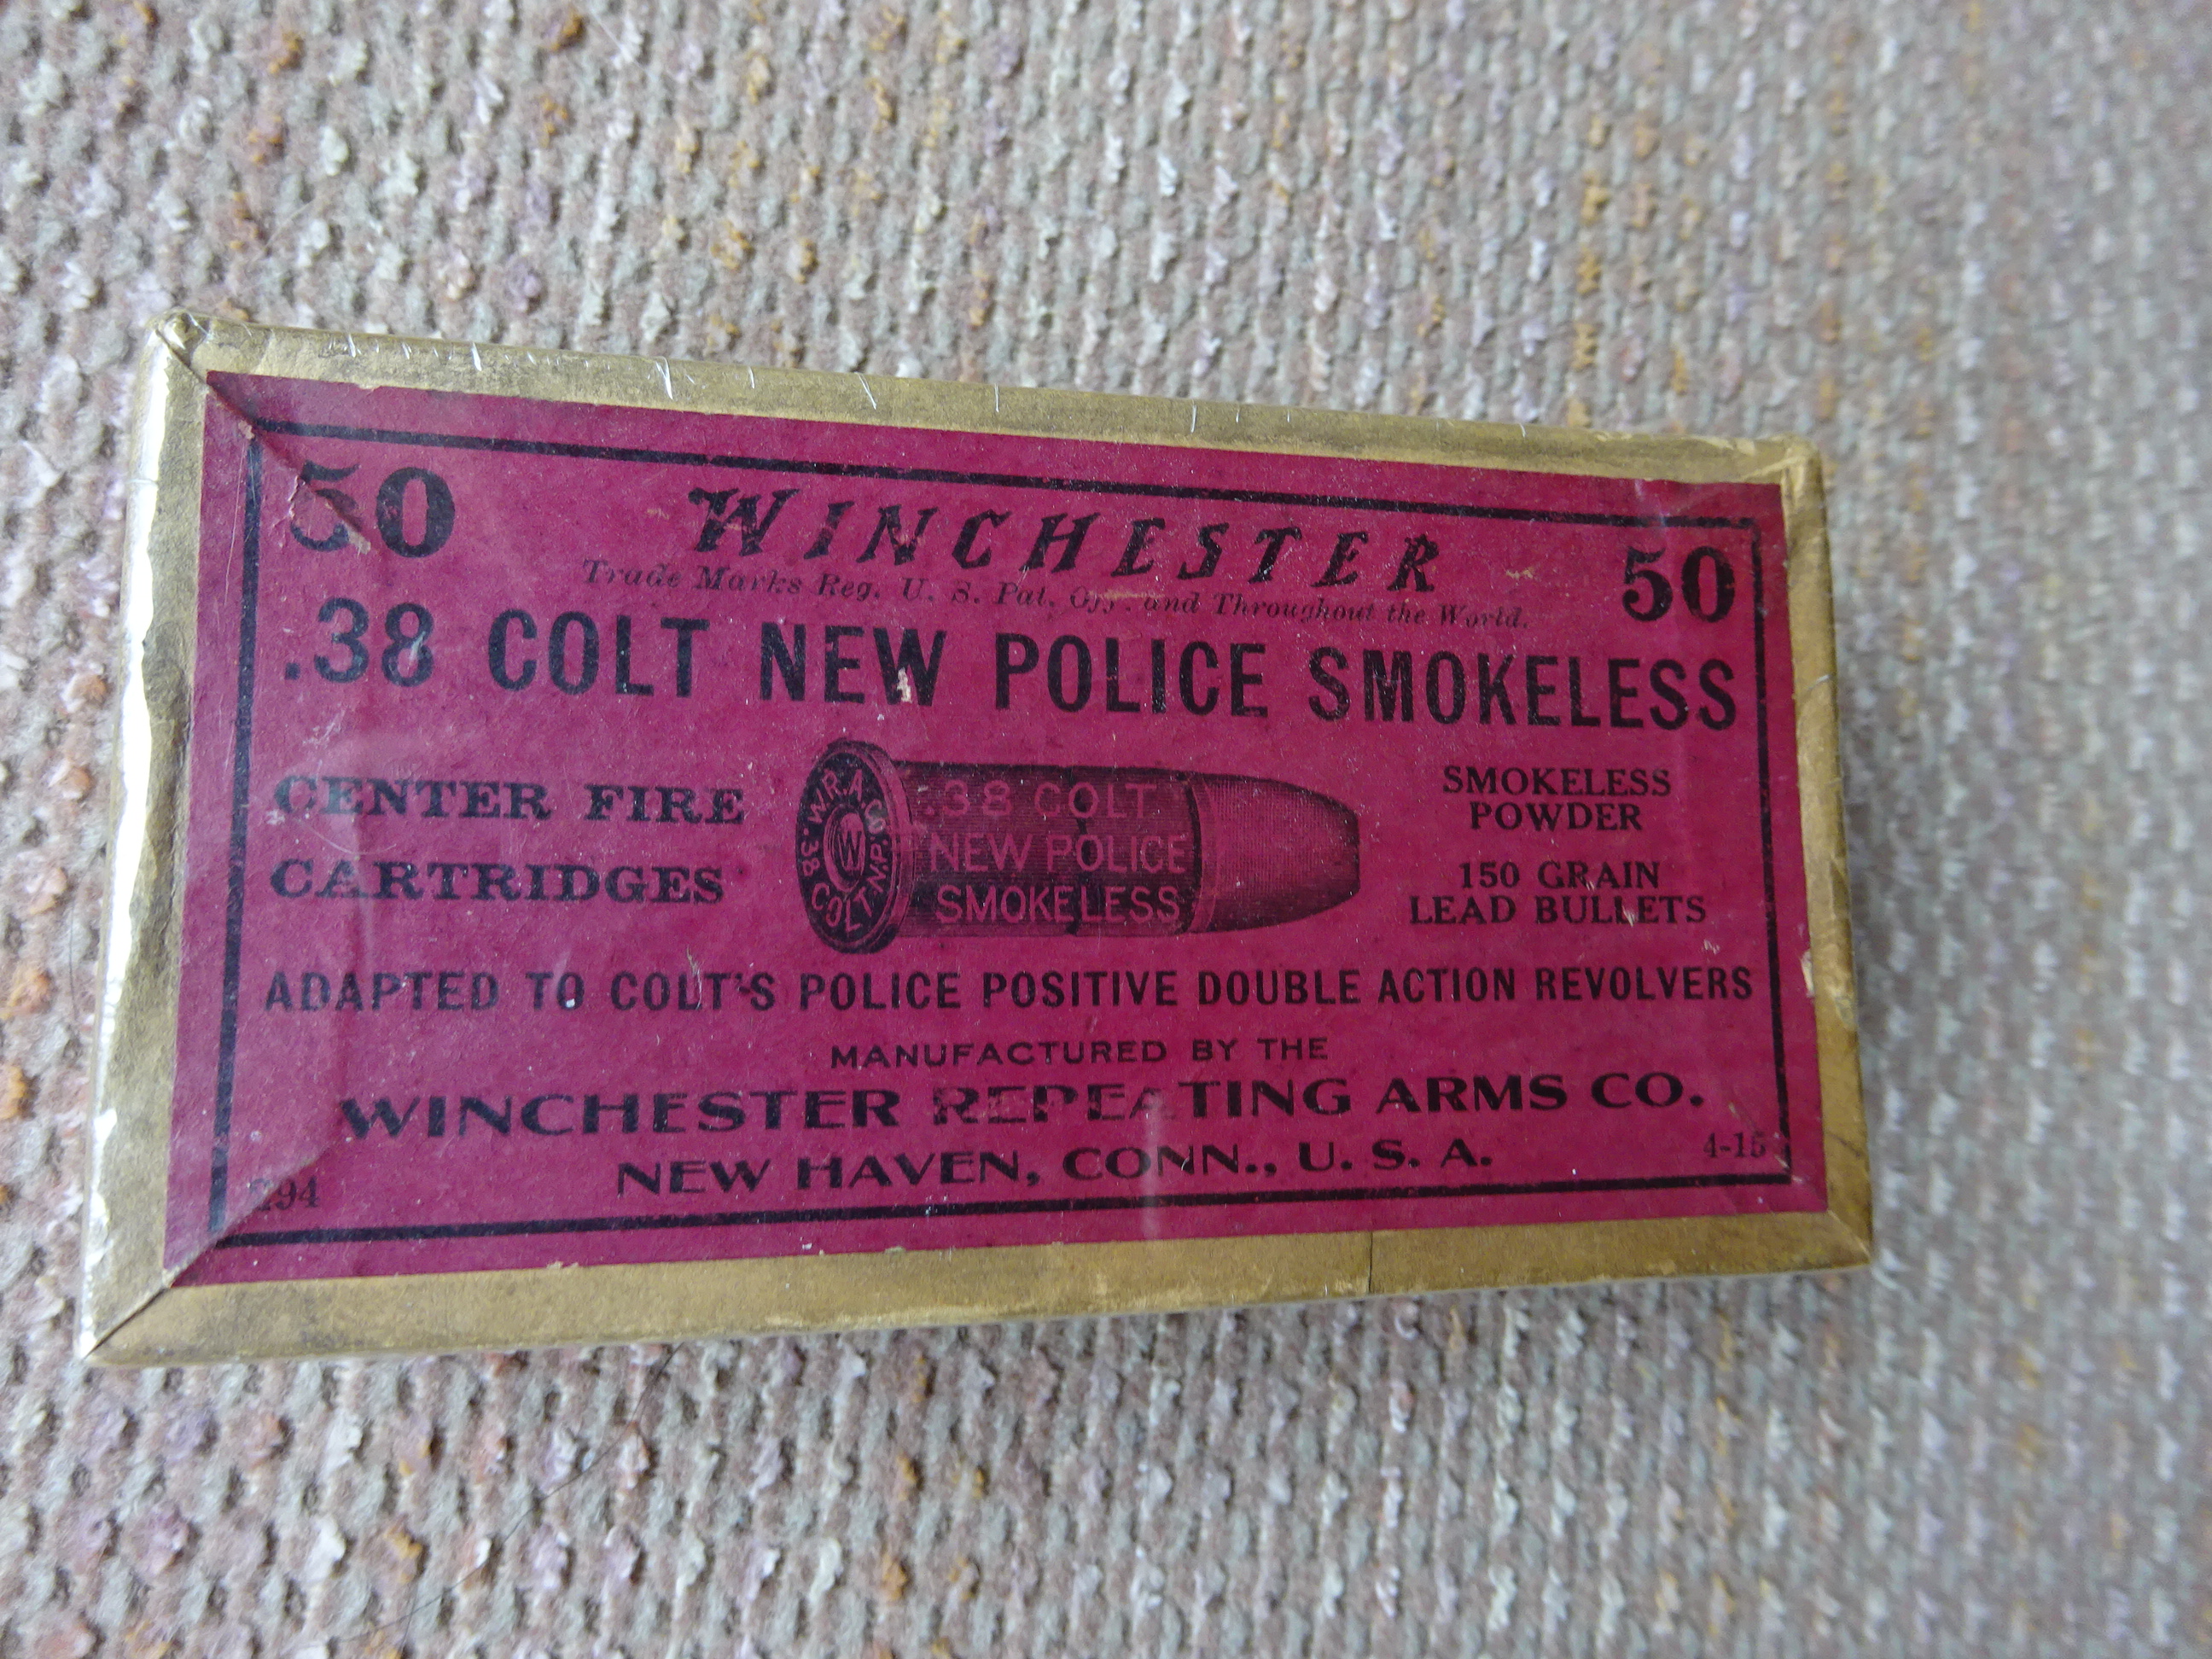 50 WINCHESTER 50
Trade Marks Reg. U. S. Pat. Off. and Throughout the World.
.38 COLT NEW POLICE SMOKELESS
CENTER FIRE
CARTRIDGES
W.R.A.CO.
W
.38 COLT N.P.
.38 COLT
NEW POLICE
SMOKELESS
SMOKELESS
POWDER
150 GRAIN
LEAD BULLETS
ADAPTED TO COLT'S POLICE POSITIVE DOUBLE ACTION REVOLVERS
MANUFACTURED BY THE
WINCHESTER REPEATING ARMS CO.
NEW HAVEN, CONN., U. S. A.
4-15